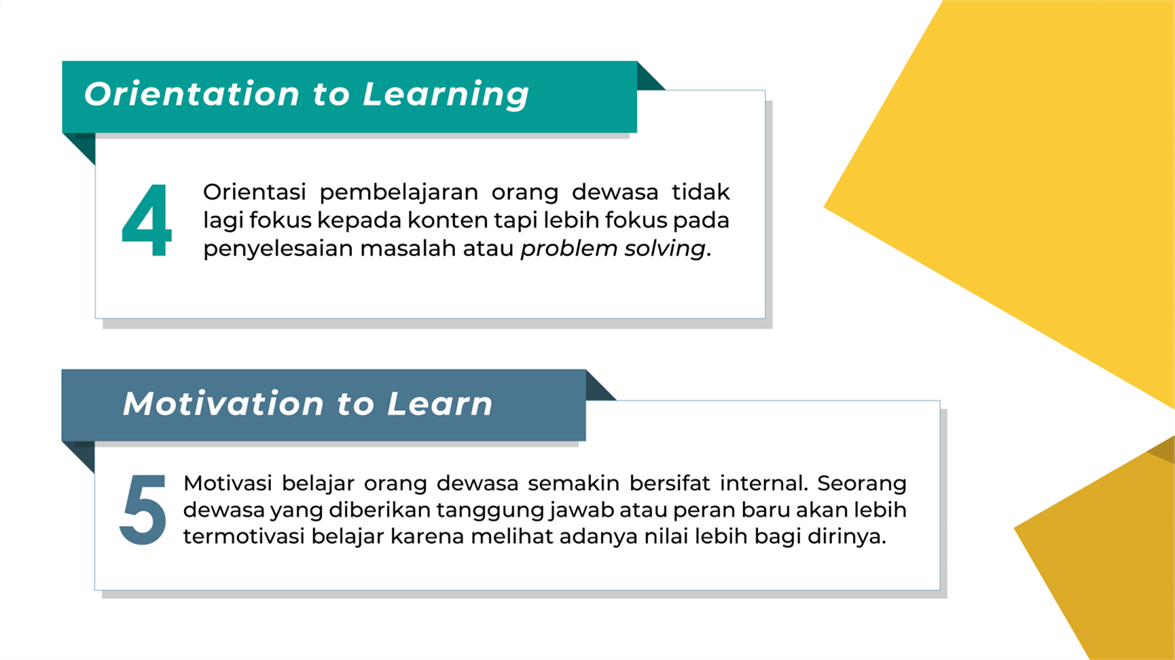 Orientation to Learning
4
Orientasi pembelajaran orang dewasa tidak
lagi fokus kepada konten tapi lebih fokus pada
penyelesaian masalah atau problem solving.
Motivation to Learn
5
Motivasi belajar orang dewasa semakin bersifat internal. Seorang
dewasa yang diberikan tanggung jawab atau peran baru akan lebih
termotivasi belajar karena melihat adanya nilai lebih bagi dirinya.